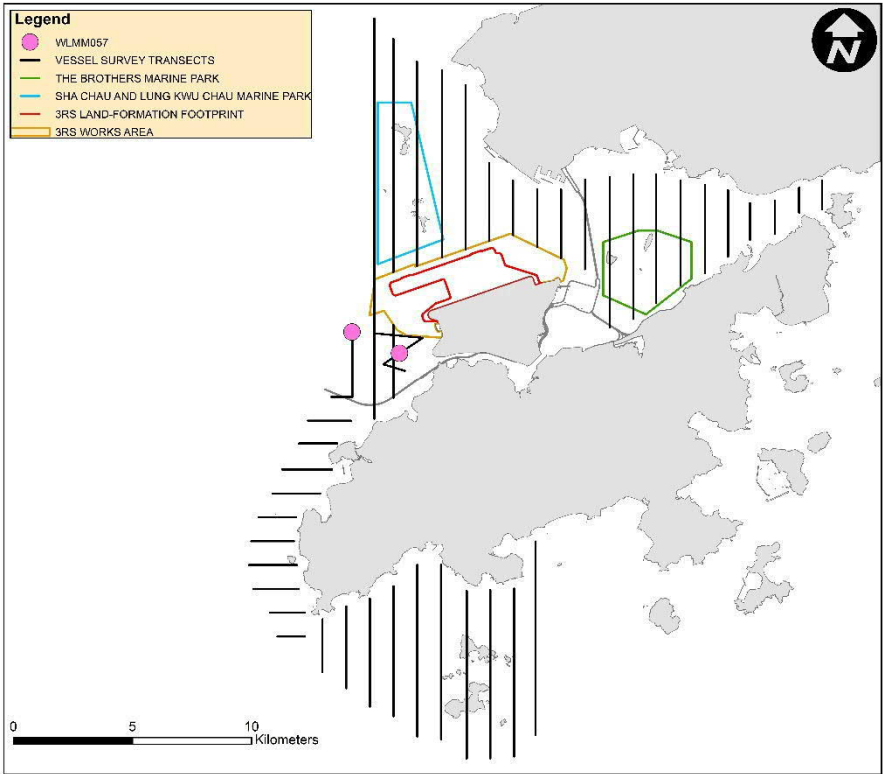 Legend
WLMM057
VESSEL SURVEY TRANSECTS
THE BROTHERS MARINE PARK
SHA CHAU AND LUNG KWU CHAU MARINE PARK
3RS LAND-FORMATION FOOTPRINT
3RS WORKS AREA
N
0 5 10
Kilometers